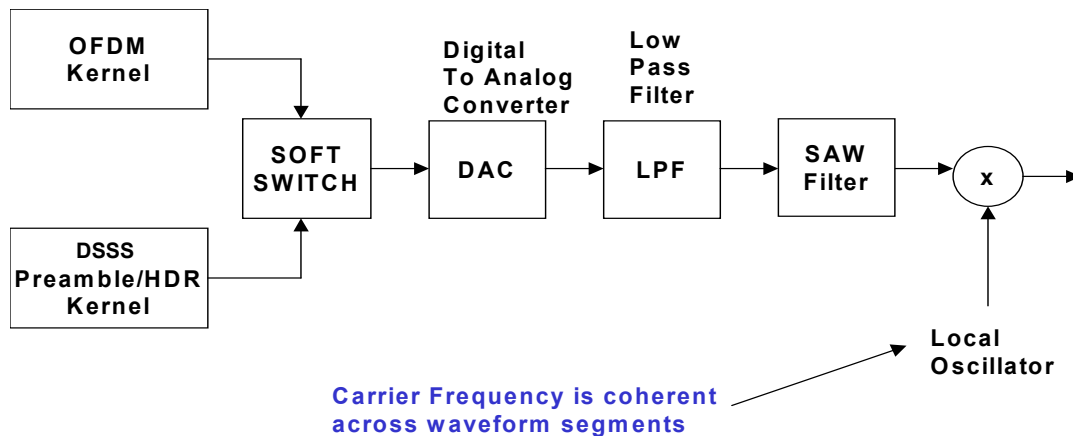 OFDM
Kernel
Digital
To Analog
Converter
Low
Pass
Filter
SOFT
SWITCH
DAC
LPF
SAW
Filter
x
DSSS
Preamble/HDR
Kernel
Local
Oscillator
Carrier Frequency is coherent
across waveform segments